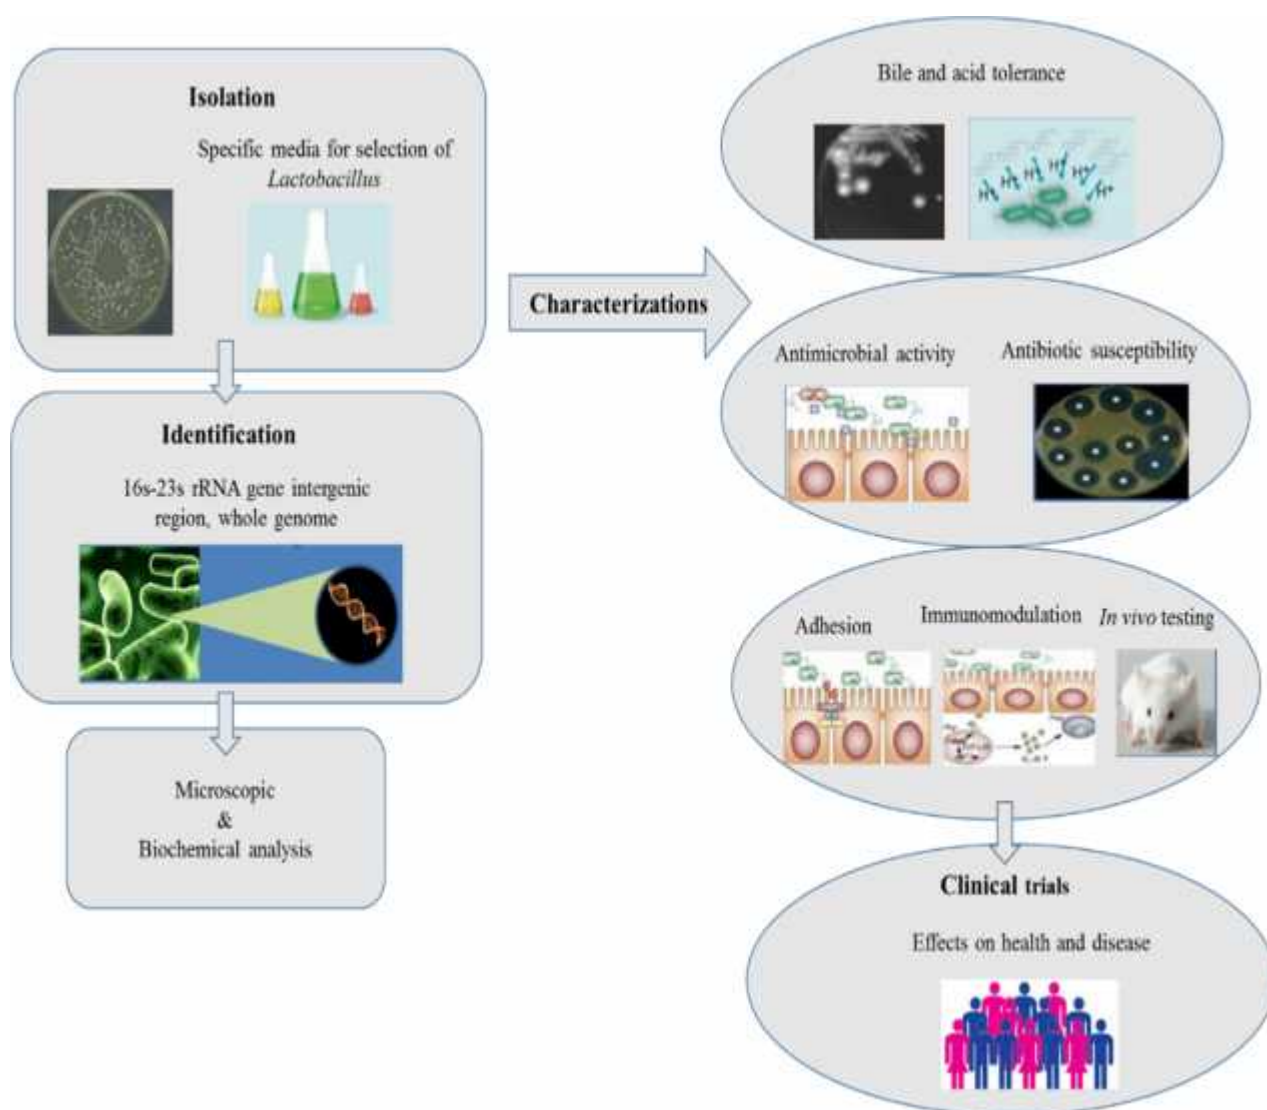 Isolation
Specific media for selection of
Lactobacillus
Identification
16s-23s rRNA gene intergenic
region, whole genome
Microscopic
&
Biochemical analysis
Characterizations
Bile and acid tolerance
H+ H+ H+ H+ H+ H+
Antimicrobial activity
Antibiotic susceptibility
Adhesion
Immunomodulation
In vivo testing
Clinical trials
Effects on health and disease